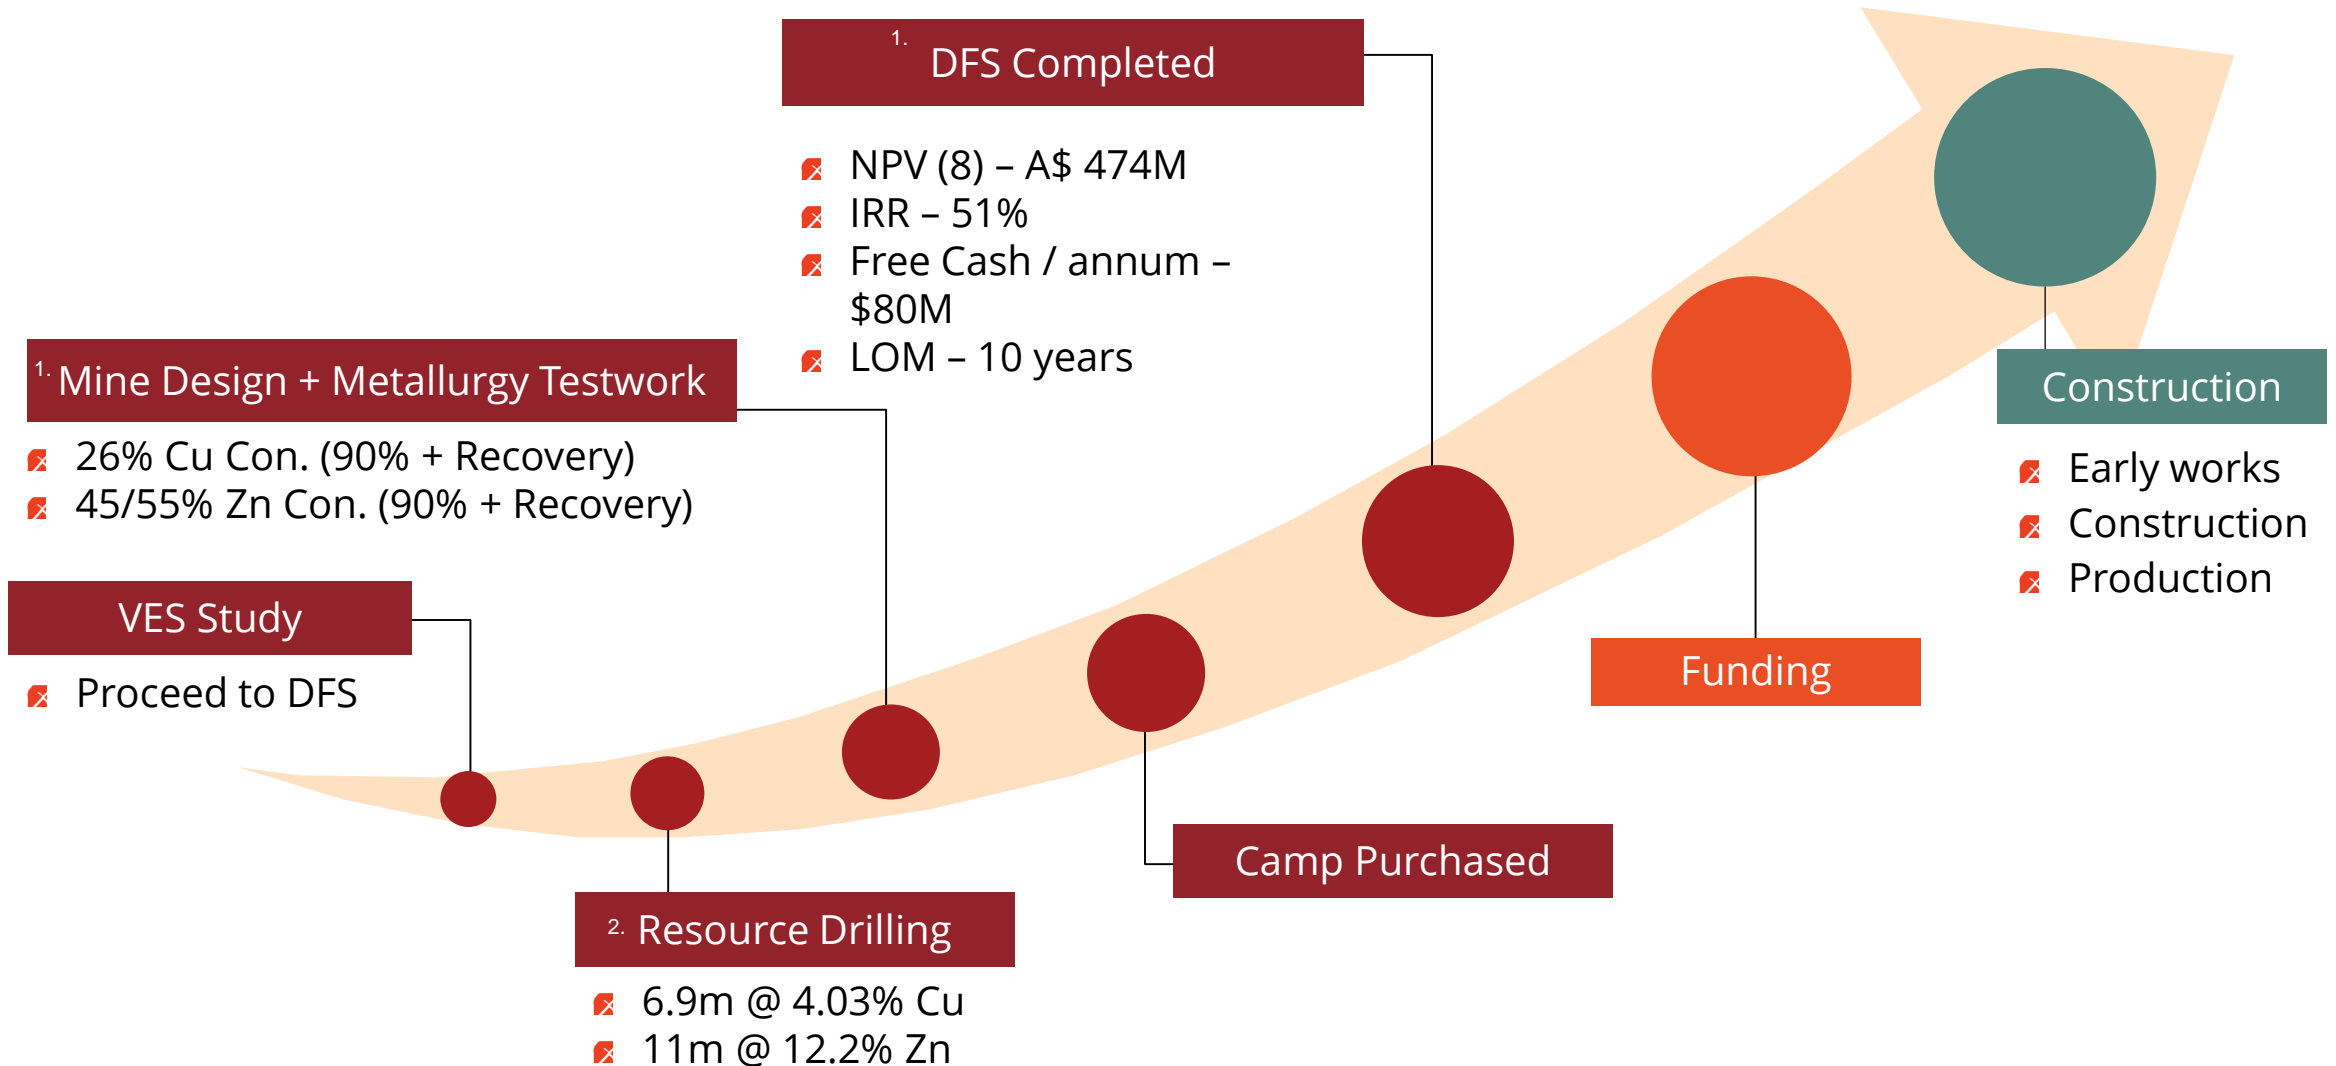 1. DFS Completed
NPV (8) – A$ 474M
IRR – 51%
Free Cash / annum –
$80M
LOM – 10 years
1. Mine Design + Metallurgy Testwork
26% Cu Con. (90% + Recovery)
45/55% Zn Con. (90% + Recovery)
VES Study
Proceed to DFS
2. Resource Drilling
6.9m @ 4.03% Cu
11m @ 12.2% Zn
Camp Purchased
Funding
Construction
Early works
Construction
Production